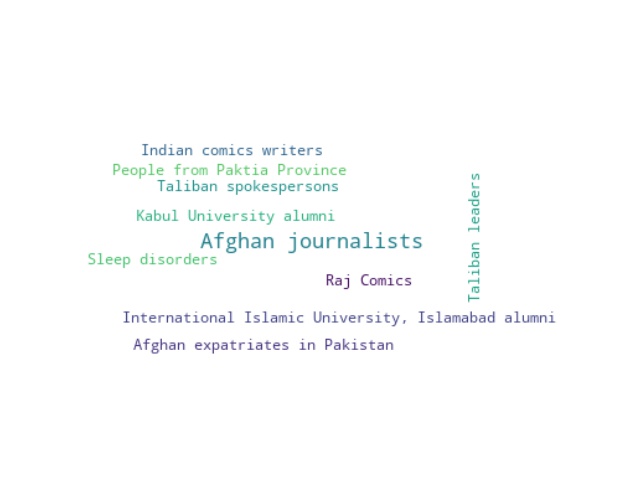 Indian comics writers
People from Paktia Province
Taliban spokespersons
Taliban leaders
Kabul University alumni
Afghan journalists
Sleep disorders
Raj Comics
International Islamic University, Islamabad alumni
Afghan expatriates in Pakistan